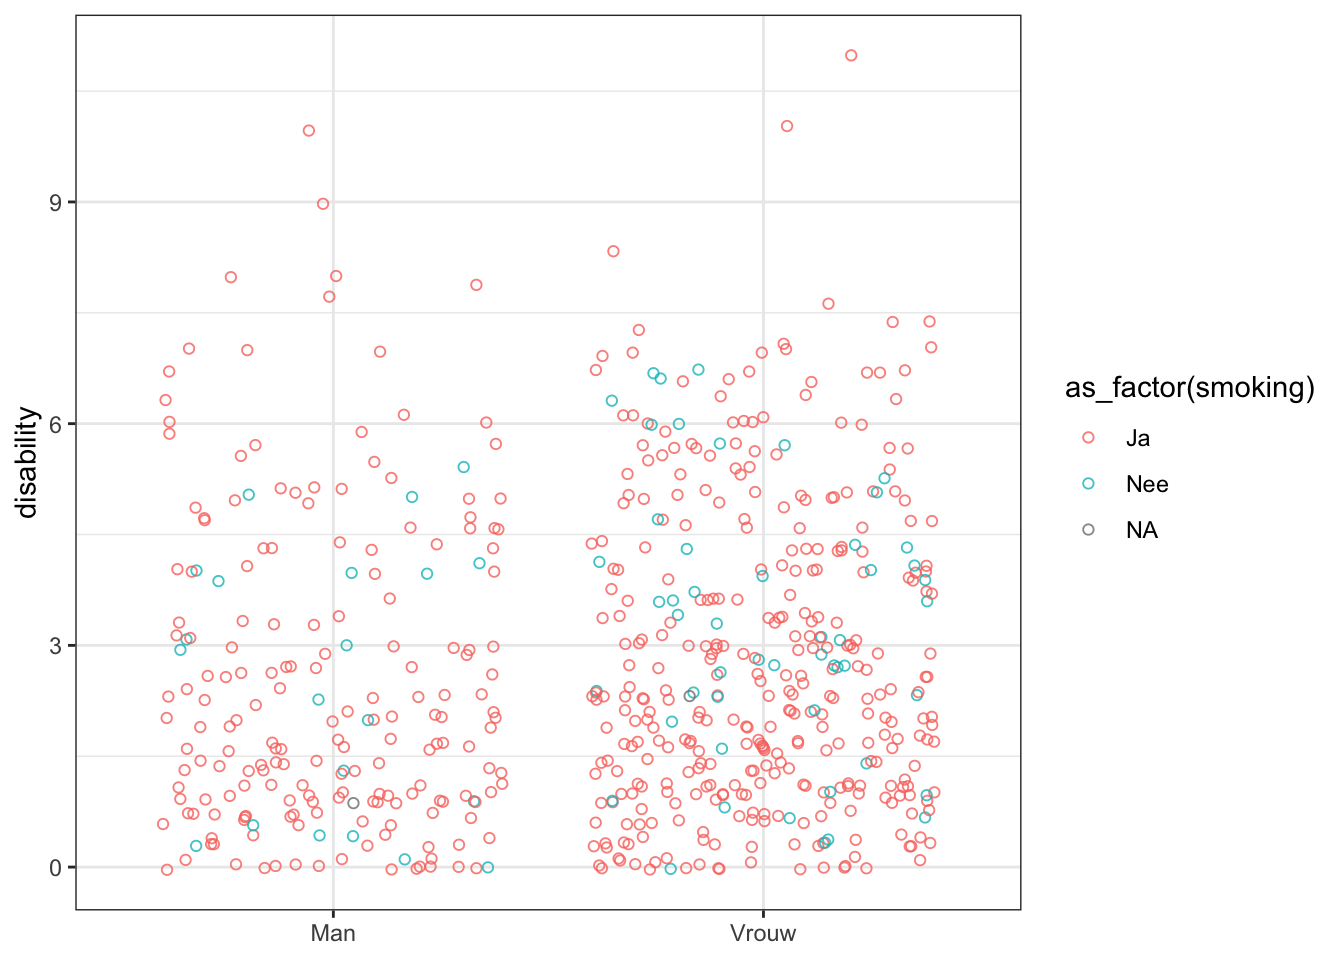 disability
9
6
3
0
Man
Vrouw
as_factor(smoking)
Ja
Nee
NA